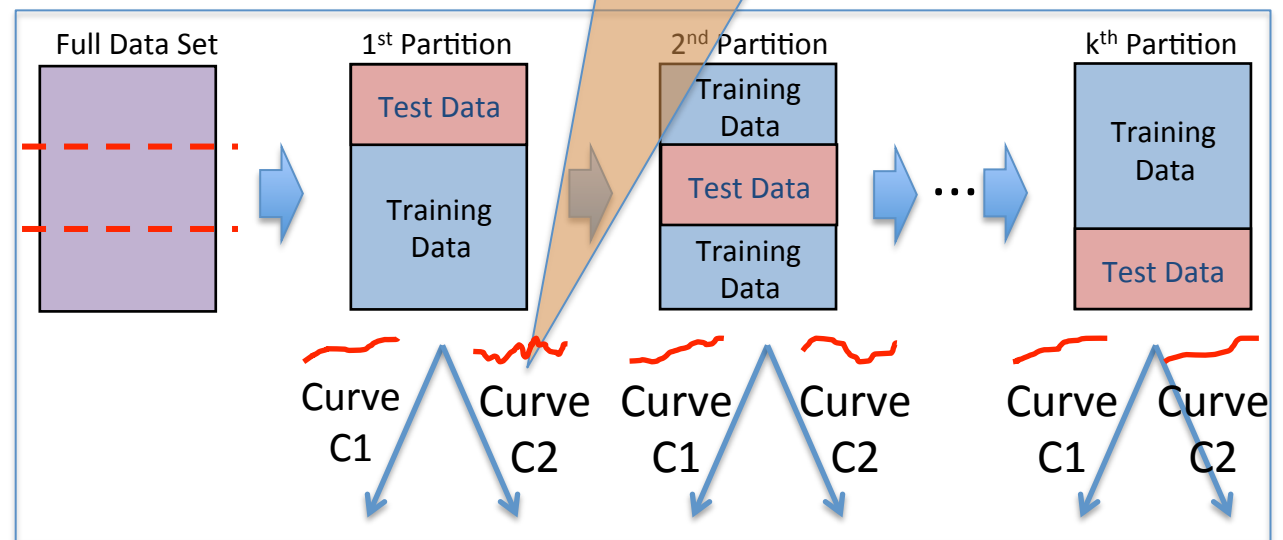 Full Data Set
1st Partition
2nd Partition
kth Partition
Test Data
Training
Data
Training
Data
Test Data
Training
Data
...
Training
Data
Test Data
Curve
C1
Curve
C2
Curve
C1
Curve
C2
Curve
C1
Curve
C2